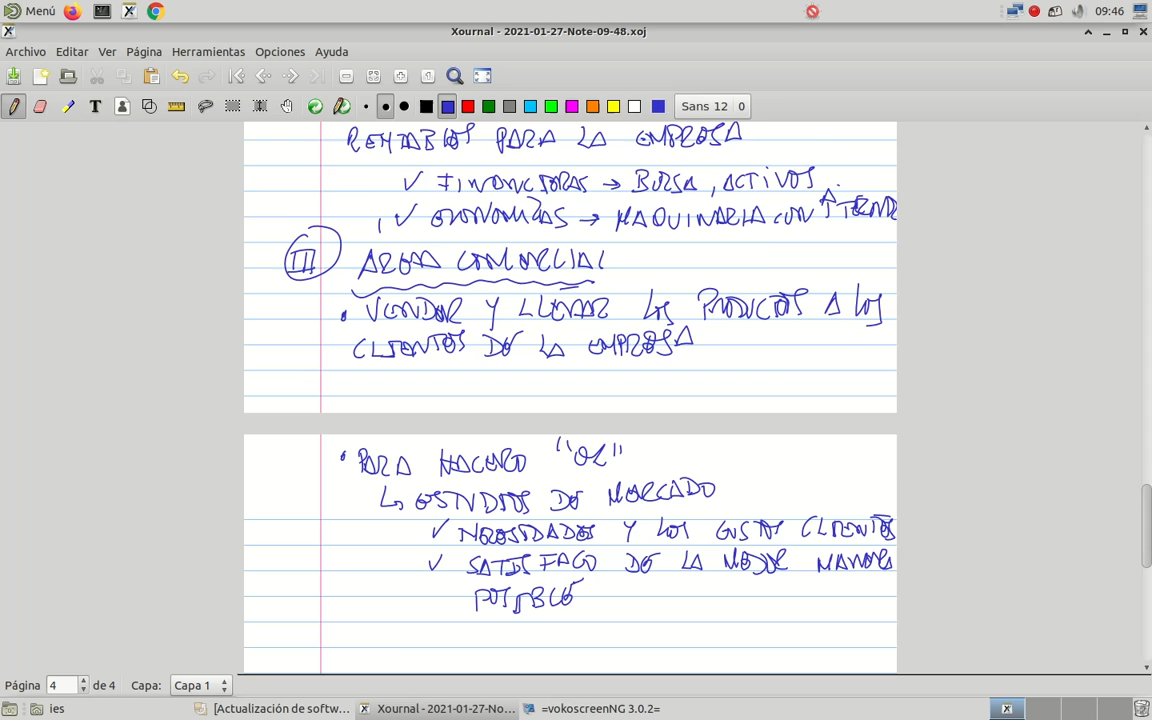 Menú 09:46
Xournal - 2021-01-27-Note-09-48.xoj
Archivo Editar Ver Página Herramientas Opciones Ayuda
Sans 12 0
RENTABLES PARA LA EMPRESA
✓ FINANCIERAS → BOLSA, ACTIVOS
✓ ECONOMICAS → MAQUINARIA CON
III AREA COMERCIAL
• VENDER Y LLEVAR LOS PRODUCTOS A LOS
CLIENTES DE LA EMPRESA
• PARA HACERLO "OK"
↳ ESTUDIOS DE MERCADO
✓ NECESIDADES Y LOS GUSTOS CLIENTES
✓ SATISFAGO DE LA MEJOR MANERA
POSIBLE
Página 4 de 4 Capa: Capa 1
ies [Actualización de softw... Xournal - 2021-01-27-No... =vokoscreenNG 3.0.2=